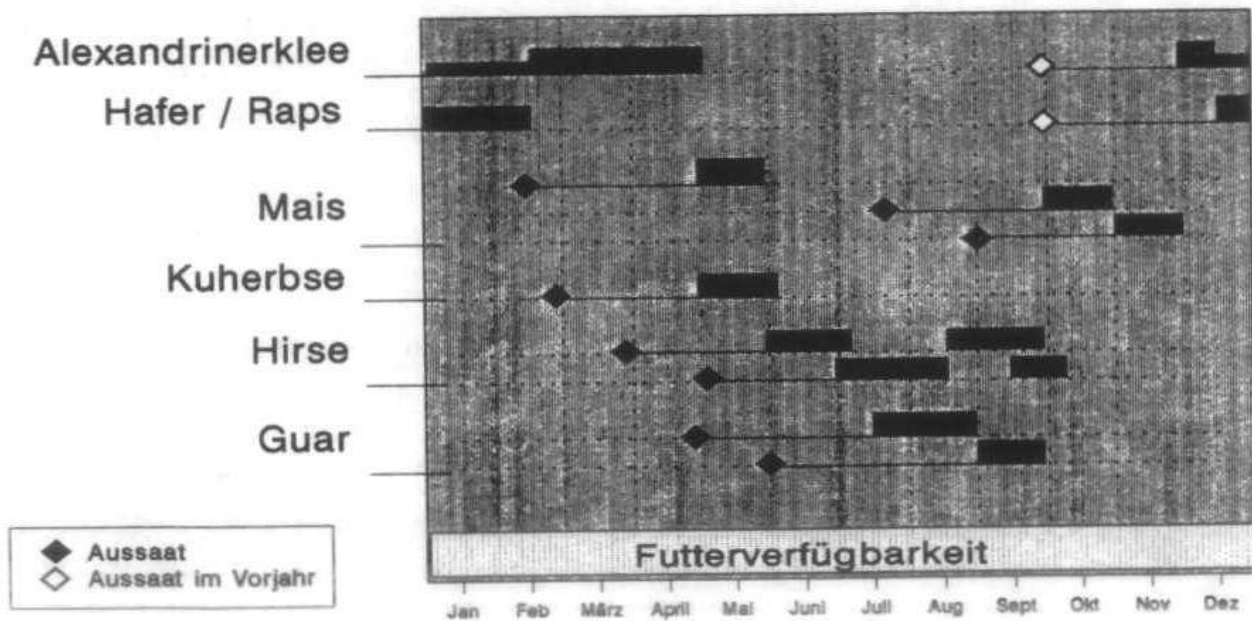 Alexandrinerklee
Hafer / Raps
Mais
Kuherbse
Hirse
Guar
Aussaat
Aussaat im Vorjahr
Futterverfügbarkeit
Jan Feb März April Mai Juni Juli Aug Sept Okt Nov Dez